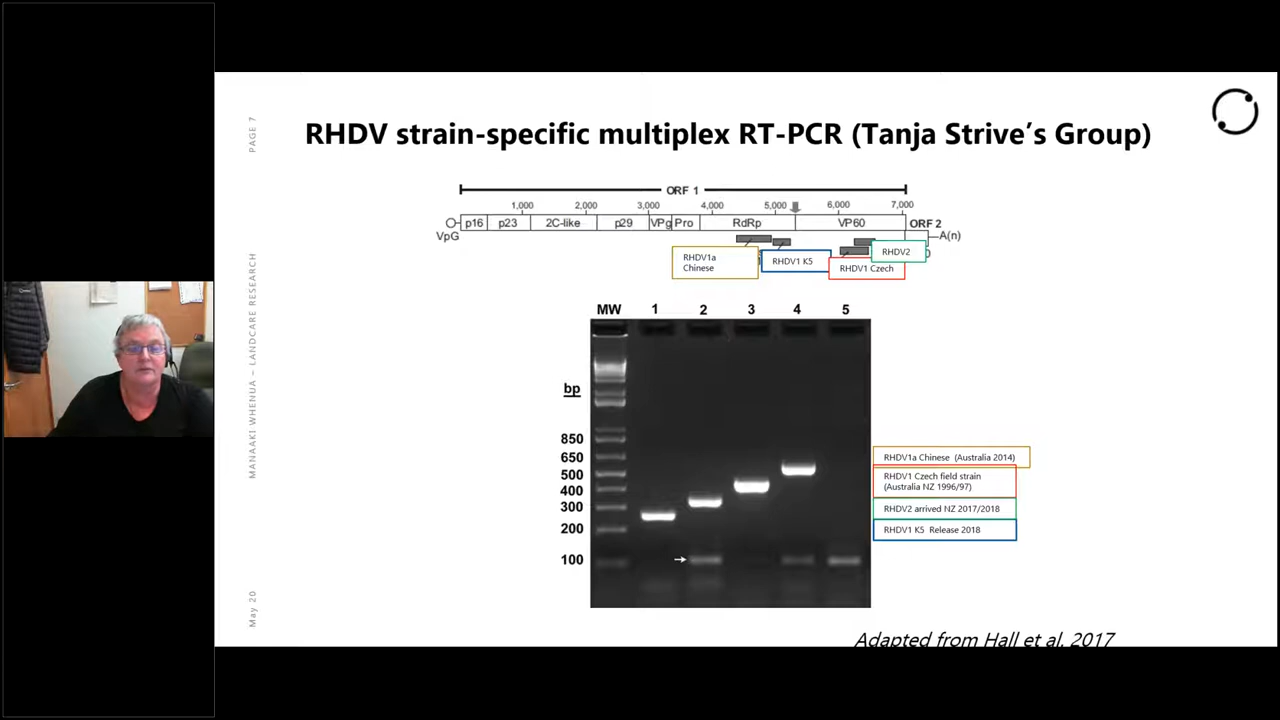 RHDV strain-specific multiplex RT-PCR (Tanja Strive's Group)
PAGE 7
MANAAKI WHENUA – LANDCARE RESEARCH
May 20
ORF 1
1,000 2,000 3,000 4,000 5,000 6,000 7,000
p16 p23 2C-like p29 VPg Pro RdRp VP60 ORF 2
VpG
A(n)
RHDV1a
Chinese
RHDV1 K5
RHDV1 Czech
RHDV2
MW 1 2 3 4 5
bp
850
650
500
400
300
200
100
RHDV1a Chinese (Australia 2014)
RHDV1 Czech field strain
(Australia NZ 1996/97)
RHDV2 arrived NZ 2017/2018
RHDV1 K5 Release 2018
Adapted from Hall et al. 2017